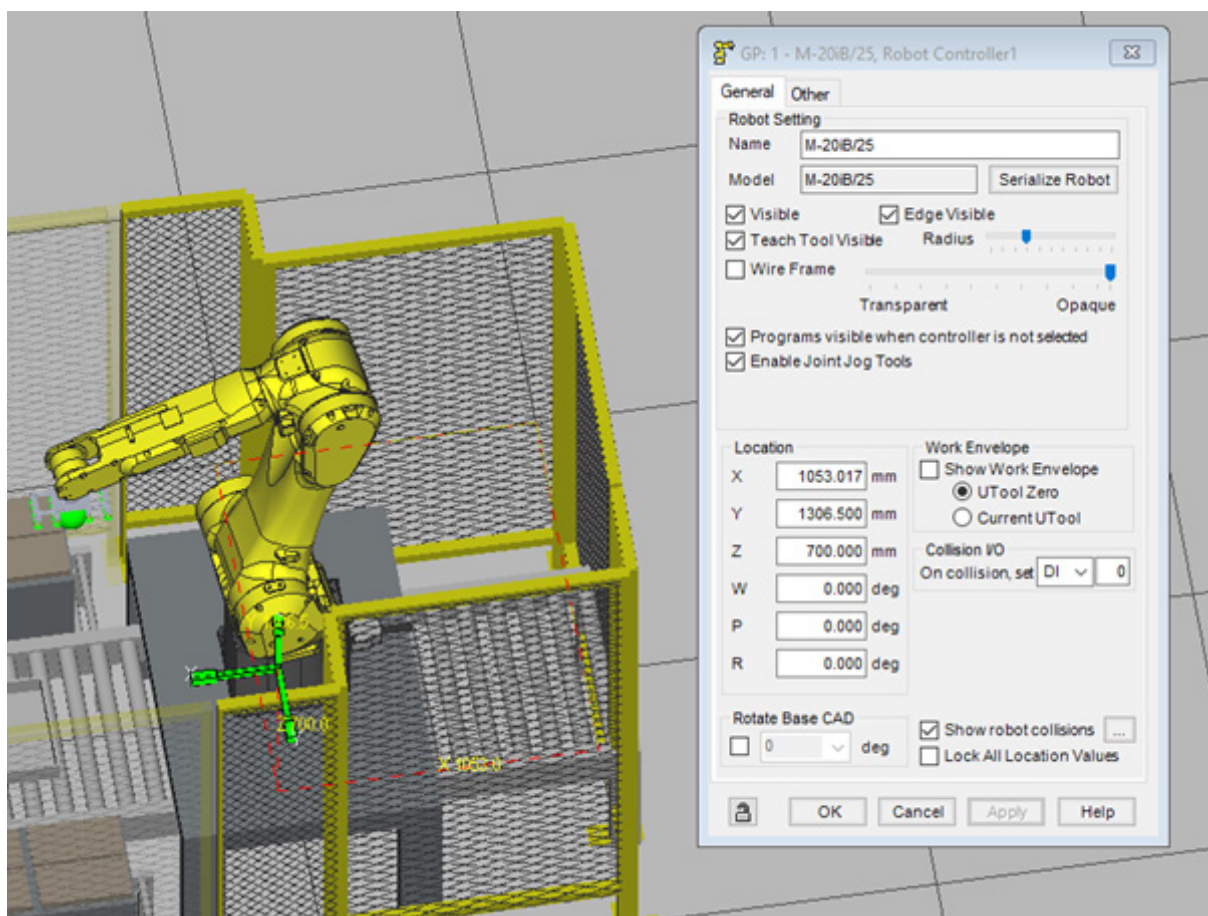 GP: 1 - M-20iB/25, Robot Controller1
General Other
Robot Setting
Name M-20iB/25
Model M-20iB/25 Serialize Robot
Visible Edge Visible
Teach Tool Visible Radius
Wire Frame
Transparent Opaque
Programs visible when controller is not selected
Enable Joint Jog Tools
Location
X 1053.017 mm
Y 1306.500 mm
Z 700.000 mm
W 0.000 deg
P 0.000 deg
R 0.000 deg
Work Envelope
Show Work Envelope
UTool Zero
Current UTool
Collision I/O
On collision, set DI 0
Rotate Base CAD
0 deg
Show robot collisions ...
Lock All Location Values
OK Cancel Apply Help
X
Z 700.0
X 1053.0